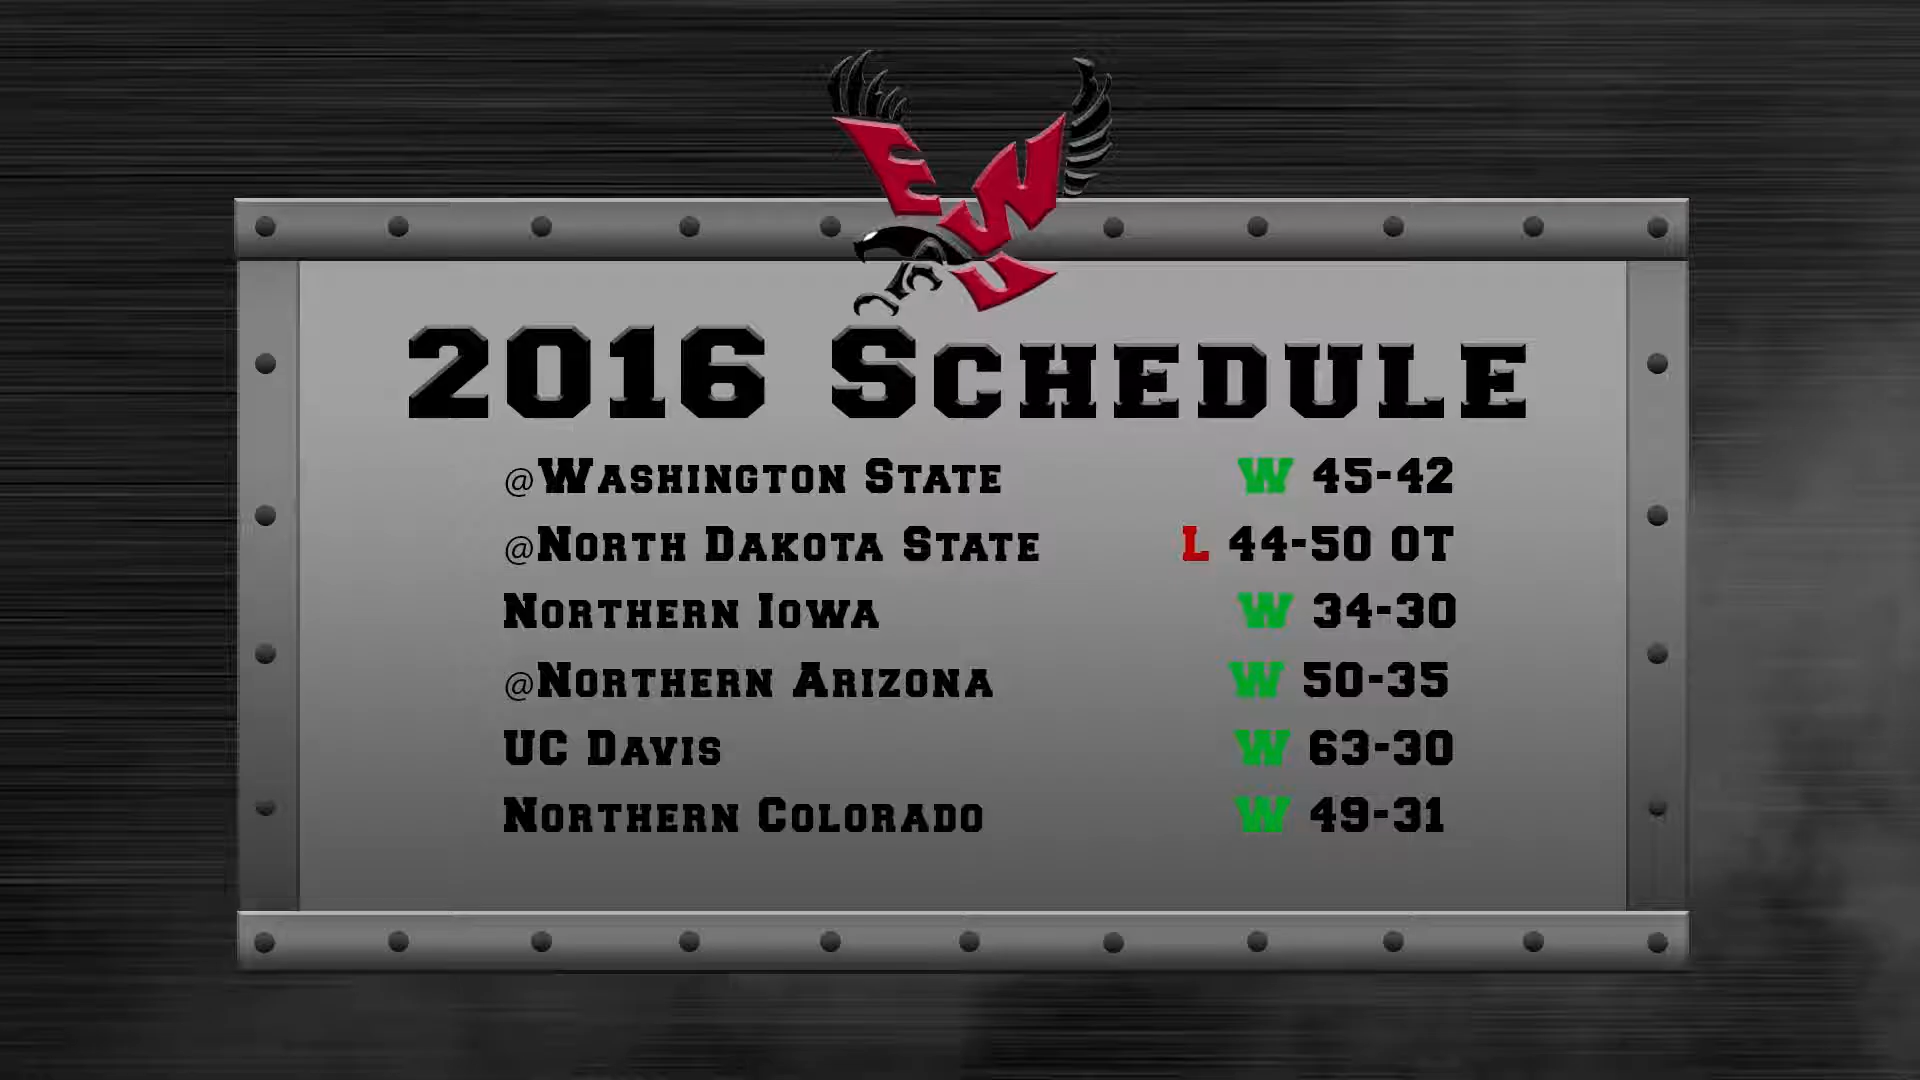 EWU
2016 Schedule
@Washington State W 45-42
@North Dakota State L 44-50 OT
Northern Iowa W 34-30
@Northern Arizona W 50-35
UC Davis W 63-30
Northern Colorado W 49-31